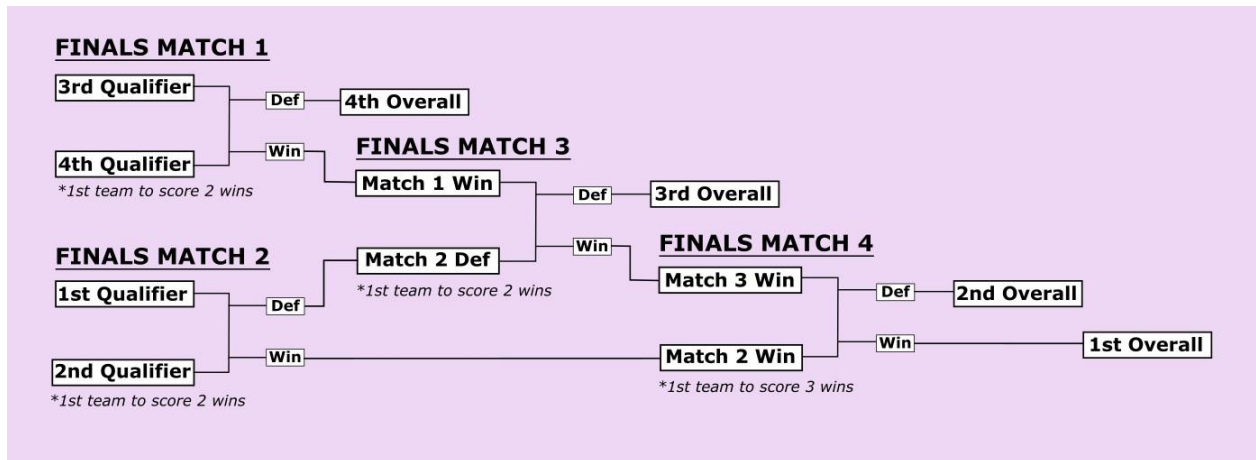 FINALS MATCH 1
3rd Qualifier
Def
4th Overall
4th Qualifier
Win
*1st team to score 2 wins
FINALS MATCH 3
Match 1 Win
Def
3rd Overall
Match 2 Def
Win
*1st team to score 2 wins
FINALS MATCH 2
1st Qualifier
Def
2nd Qualifier
Win
*1st team to score 2 wins
FINALS MATCH 4
Match 3 Win
Def
2nd Overall
Match 2 Win
Win
1st Overall
*1st team to score 3 wins